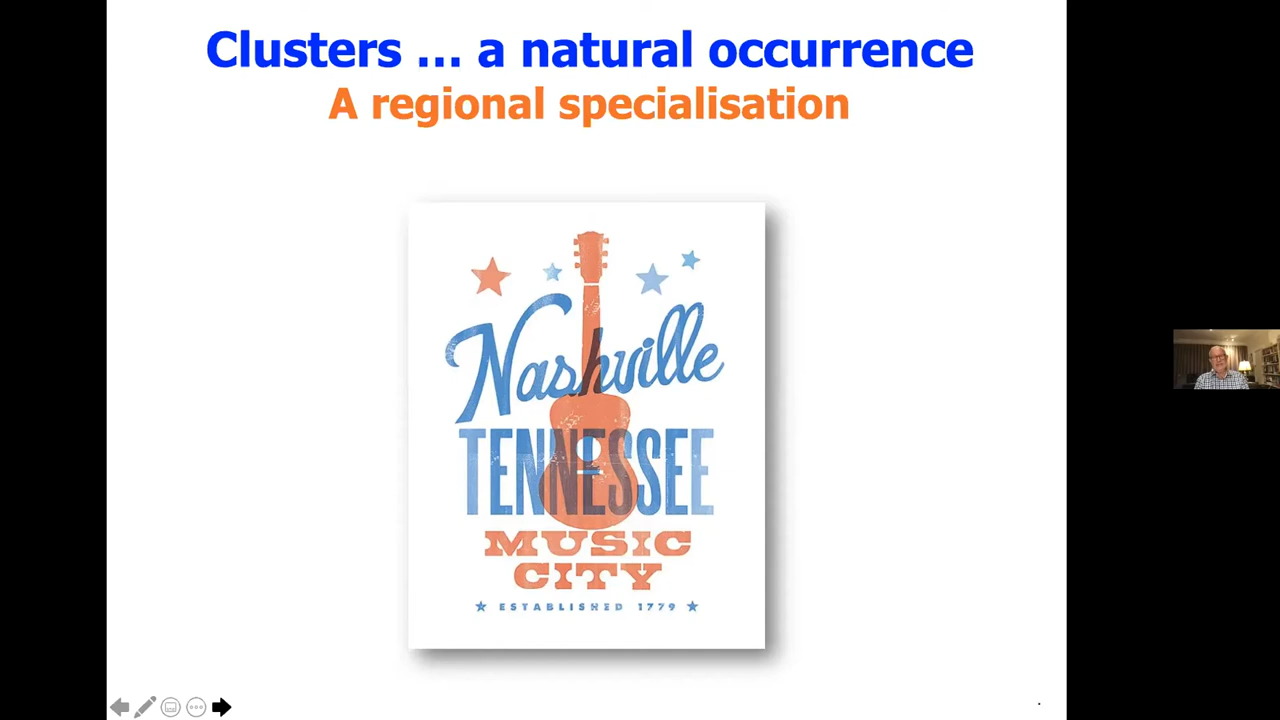 Clusters … a natural occurrence
A regional specialisation
Nashville
TENNESSEE
MUSIC
CITY
ESTABLISHED 1779